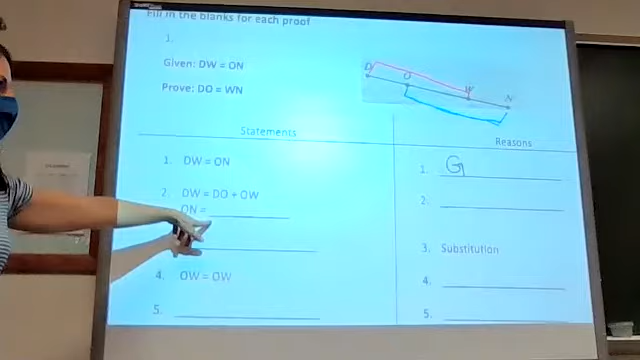 Fill in the blanks for each proof
1.
Given: DW = ON
Prove: DO = WN
D O W N
Statements
Reasons
1. DW = ON
1. G
2. DW = DO + OW
ON =
2.
3. Substitution
4. OW = OW
4.
5.
5.